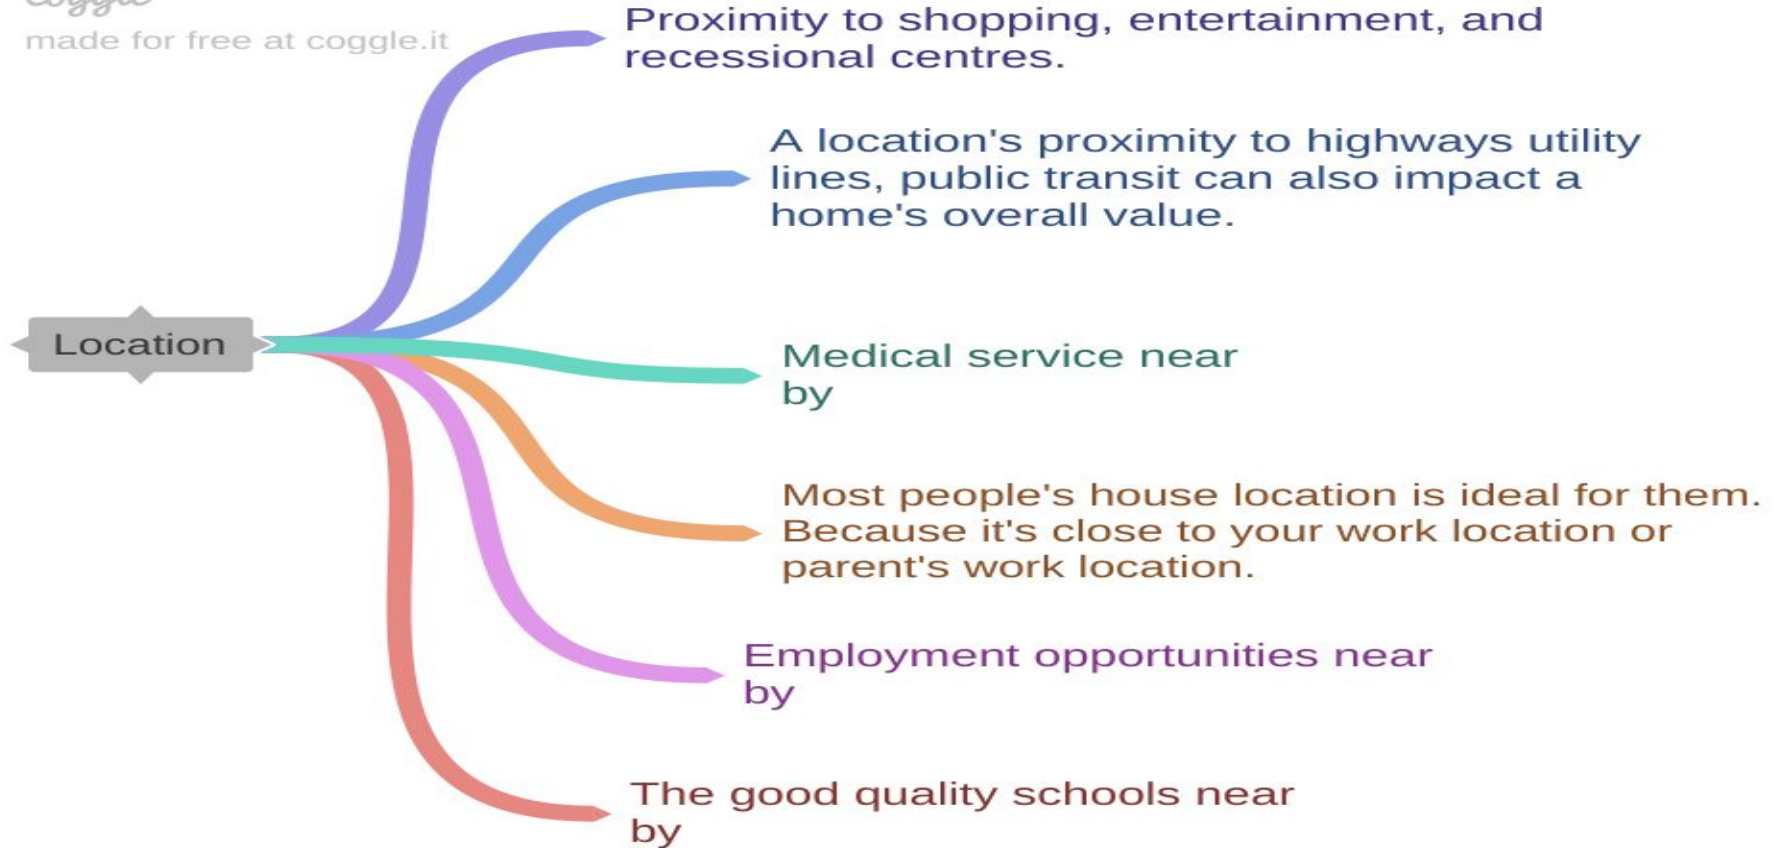 made for free at coggle.it
Proximity to shopping, entertainment, and
recessional centres.
A location's proximity to highways utility
lines, public transit can also impact a
home's overall value.
Location
Medical service near
by
Most people's house location is ideal for them.
Because it's close to your work location or
parent's work location.
Employment opportunities near
by
The good quality schools near
by